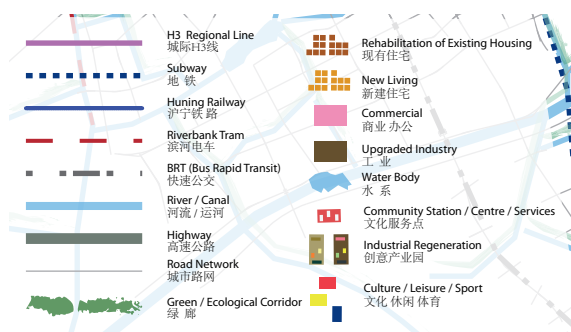 H3 Regional Line
城际H3线
Subway
地 铁
Huning Railway
沪宁铁 路
Riverbank Tram
滨河电车
BRT (Bus Rapid Transit)
快速公交
River / Canal
河流 / 运河
Highway
高速公路
Road Network
城市路网
Green / Ecological Corridor
绿 廊
Rehabilitation of Existing Housing
现有住宅
New Living
新建住宅
Commercial
商业 办公
Upgraded Industry
工 业
Water Body
水 系
Community Station / Centre / Services
文化服务点
Industrial Regeneration
创意产业园
Culture / Leisure / Sport
文化 休闲 体育